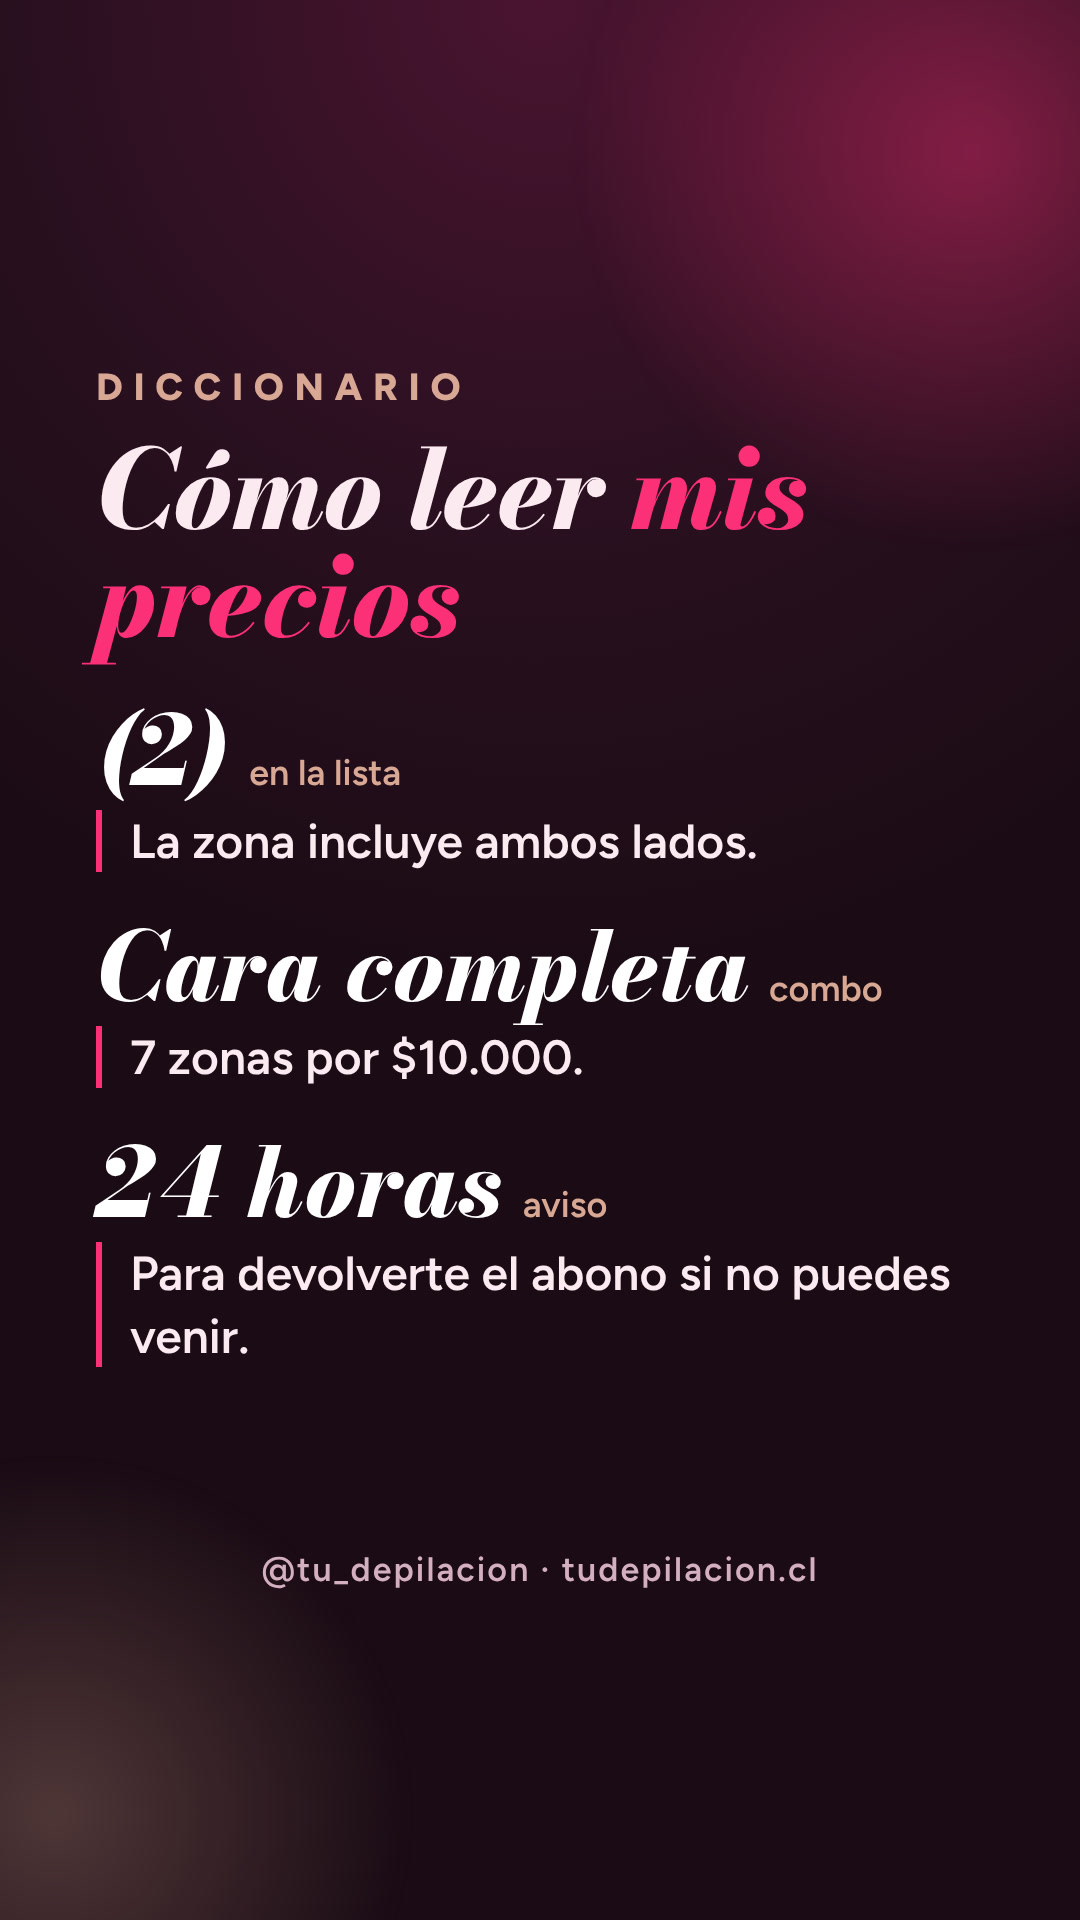 DICCIONARIO
Cómo leer mis
precios
(2) en la lista
La zona incluye ambos lados.
Cara completa combo
7 zonas por $10.000.
24 horas aviso
Para devolverte el abono si no puedes
venir.
@tu_depilacion · tudepilacion.cl